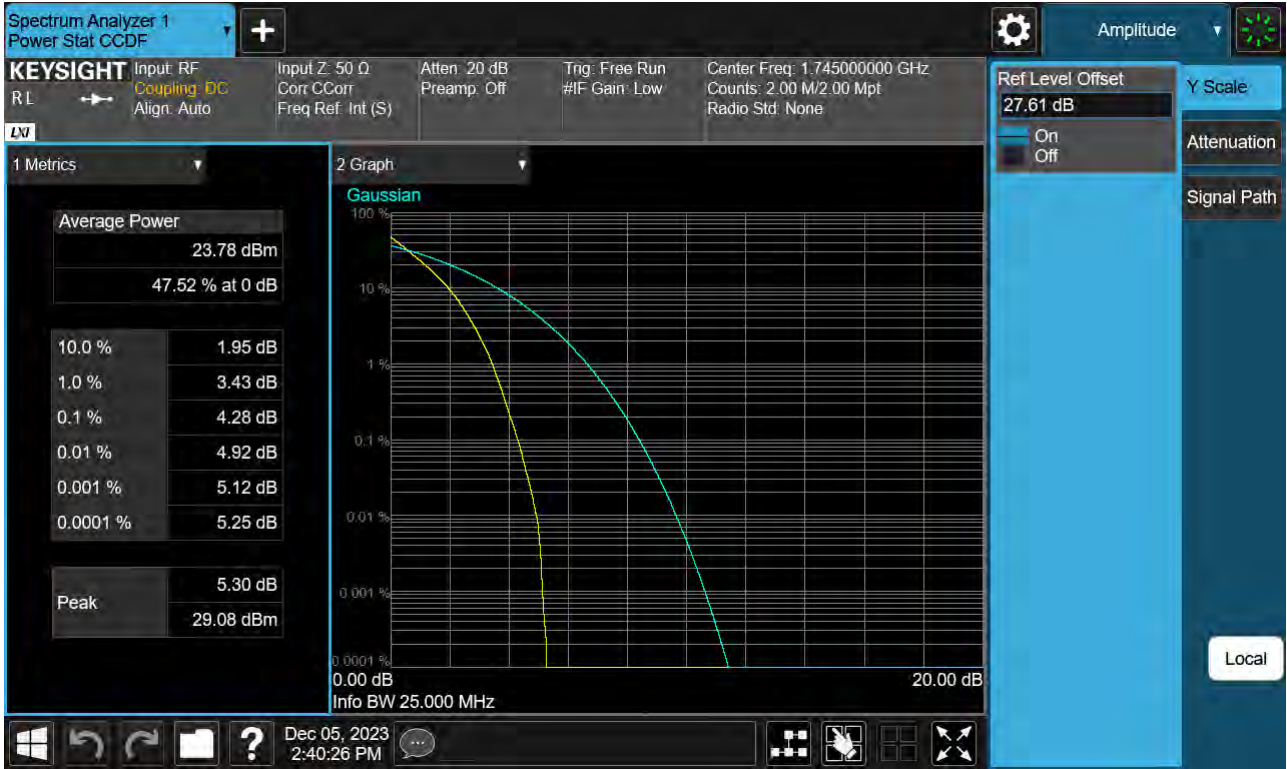 Spectrum Analyzer 1
Power Stat CCDF
+
Amplitude
KEYSIGHT
RL
LXI
Input: RF
Coupling: DC
Align: Auto
Input Z: 50 Ω
Corr CCorr
Freq Ref: Int (S)
Atten: 20 dB
Preamp: Off
Trig: Free Run
#IF Gain: Low
Center Freq: 1.745000000 GHz
Counts: 2.00 M/2.00 Mpt
Radio Std: None
Ref Level Offset
27.61 dB
On
Off
Y Scale
Attenuation
Signal Path
Local
1 Metrics
Average Power
23.78 dBm
47.52 % at 0 dB
10.0 % 1.95 dB
1.0 % 3.43 dB
0.1 % 4.28 dB
0.01 % 4.92 dB
0.001 % 5.12 dB
0.0001 % 5.25 dB
Peak
5.30 dB
29.08 dBm
2 Graph
Gaussian
100 %
10 %
1 %
0.1 %
0.01 %
0.001 %
0.0001 %
0.00 dB 20.00 dB
Info BW 25.000 MHz
?
Dec 05, 2023
2:40:26 PM